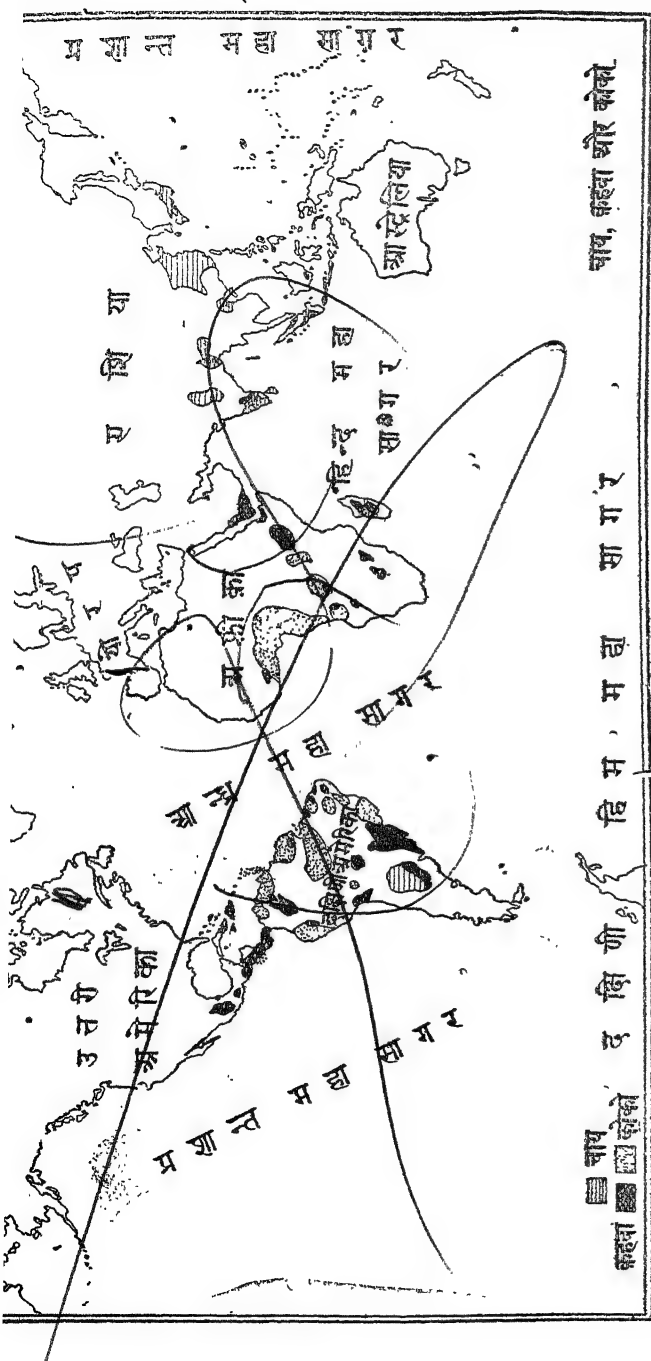 चाय, कहवा और कोको
प्रशान्त महा सागर
आस्ट्रेलिया
एशिया
हिन्द महा
सागर
योरुप
अफ्रीका
अन्ध महा सागर
दक्षिणी अमेरिका
उत्तरी
अमेरिका
प्रशान्त महा सागर
दक्षिणी हिम महा सागर
चाय
कहवा
कोको